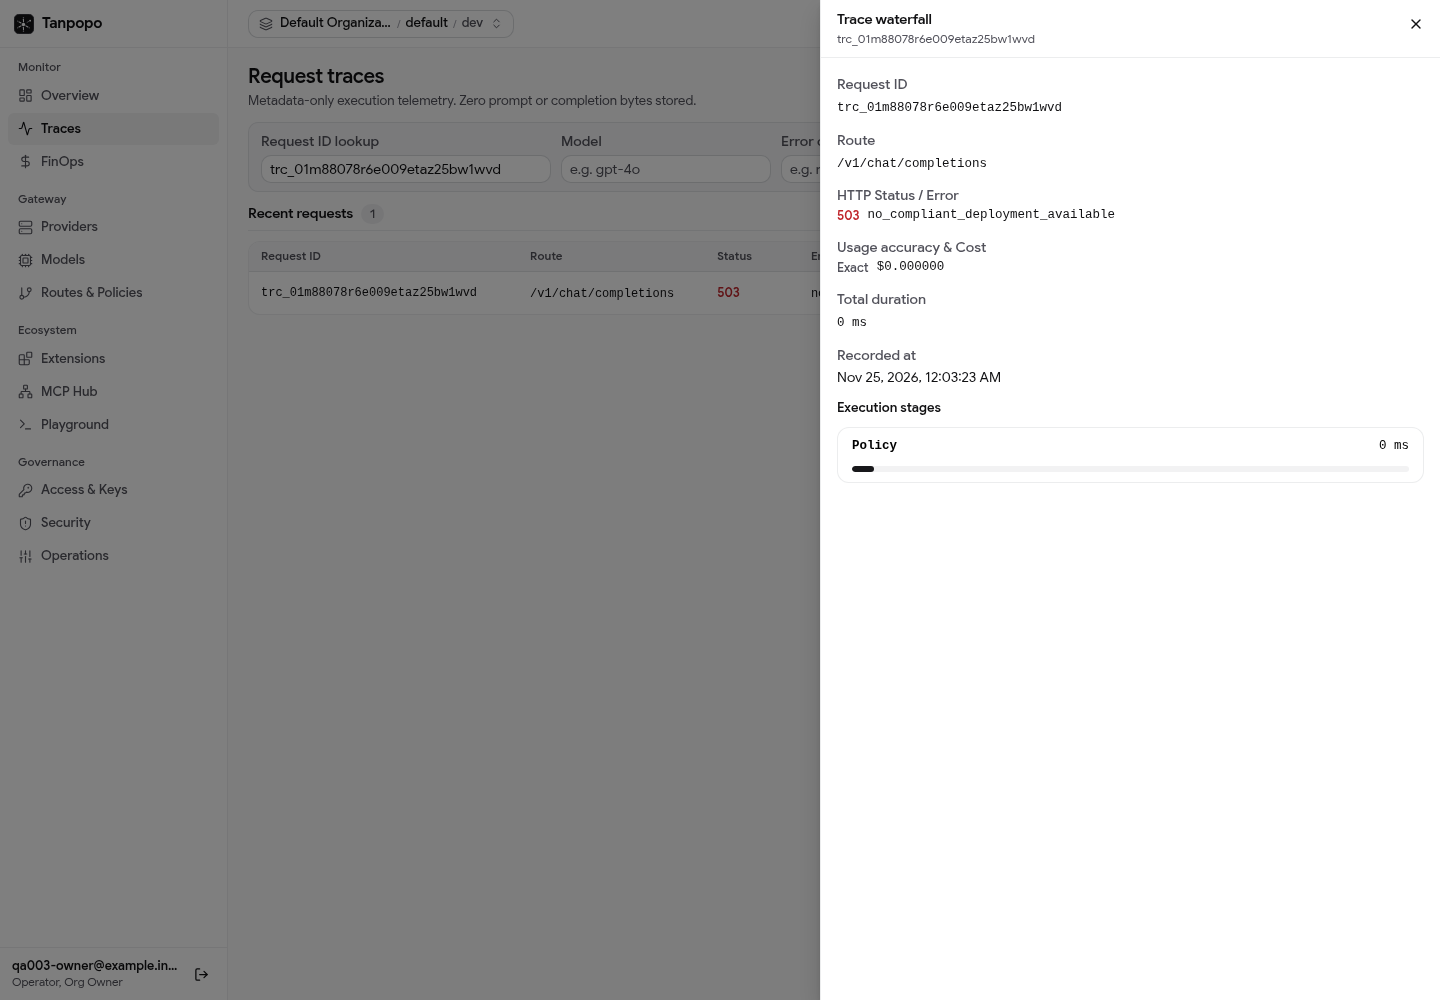 Tanpopo
Monitor
Overview
Traces
FinOps
Gateway
Providers
Models
Routes & Policies
Ecosystem
Extensions
MCP Hub
Playground
Governance
Access & Keys
Security
Operations
qa003-owner@example.in...
Operator, Org Owner
Default Organiza... / default / dev
Request traces
Metadata-only execution telemetry. Zero prompt or completion bytes stored.
Request ID lookup Model Error
trc_01m88078r6e009etaz25bw1wvd e.g. gpt-4o e.g.
Recent requests 1
Request ID Route Status
trc_01m88078r6e009etaz25bw1wvd /v1/chat/completions 503
Trace waterfall
trc_01m88078r6e009etaz25bw1wvd
Request ID
trc_01m88078r6e009etaz25bw1wvd
Route
/v1/chat/completions
HTTP Status / Error
503 no_compliant_deployment_available
Usage accuracy & Cost
Exact $0.000000
Total duration
0 ms
Recorded at
Nov 25, 2026, 12:03:23 AM
Execution stages
Policy 0 ms